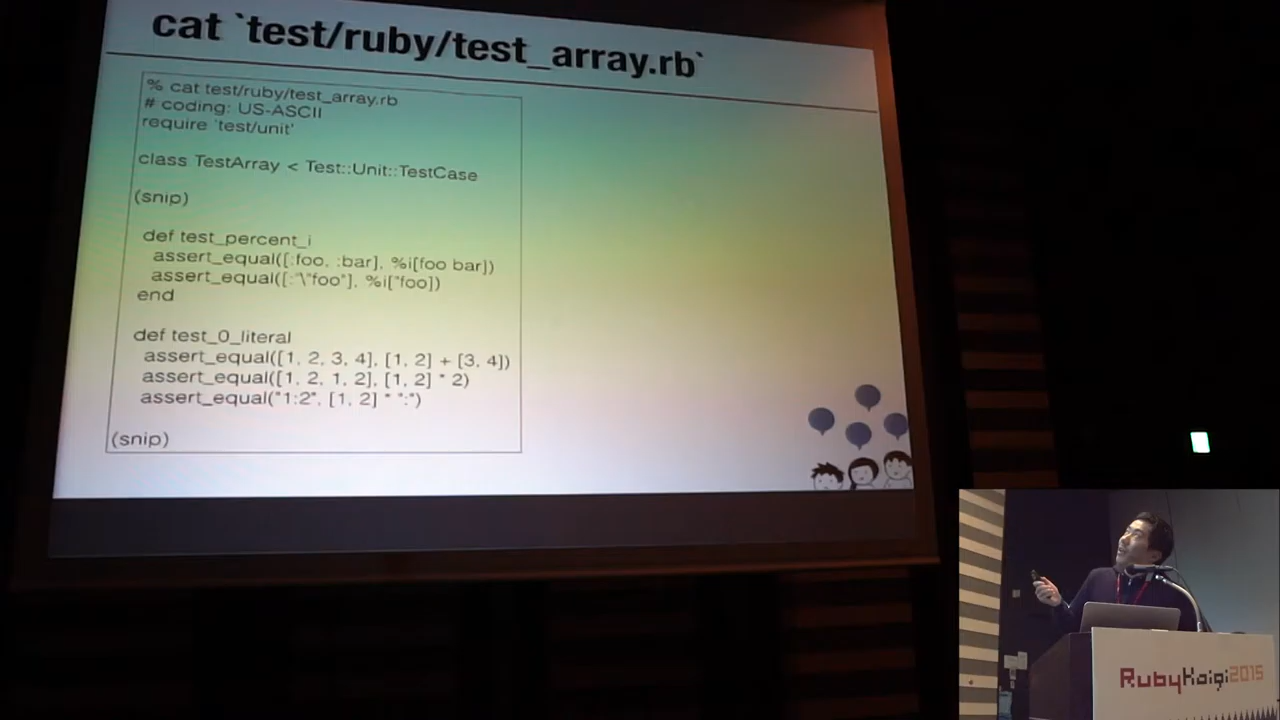 cat `test/ruby/test_array.rb`
% cat test/ruby/test_array.rb
# coding: US-ASCII
require 'test/unit'
class TestArray < Test::Unit::TestCase
(snip)
def test_percent_i
assert_equal([:foo, :bar], %i[foo bar])
assert_equal([:"\"foo"], %i["foo])
end
def test_0_literal
assert_equal([1, 2, 3, 4], [1, 2] + [3, 4])
assert_equal([1, 2, 1, 2], [1, 2] * 2)
assert_equal("1:2", [1, 2] * ":")
(snip)
RubyKaigi2015